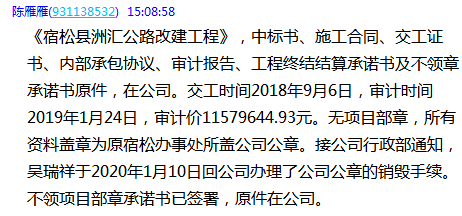 陈雁雁(931138532) 15:08:58
《宿松县洲汇公路改建工程》，中标书、施工合同、交工证
书、内部承包协议、审计报告、工程终结结算承诺书及不领章
承诺书原件，在公司。交工时间2018年9月6日，审计时间
2019年1月24日，审计价11579644.93元。无项目部章，所有
资料盖章为原宿松办事处所盖公司公章。接公司行政部通知，
吴瑞祥于2020年1月10日回公司办理了公司公章的销毁手续。
不领项目部章承诺书已签署，原件在公司。